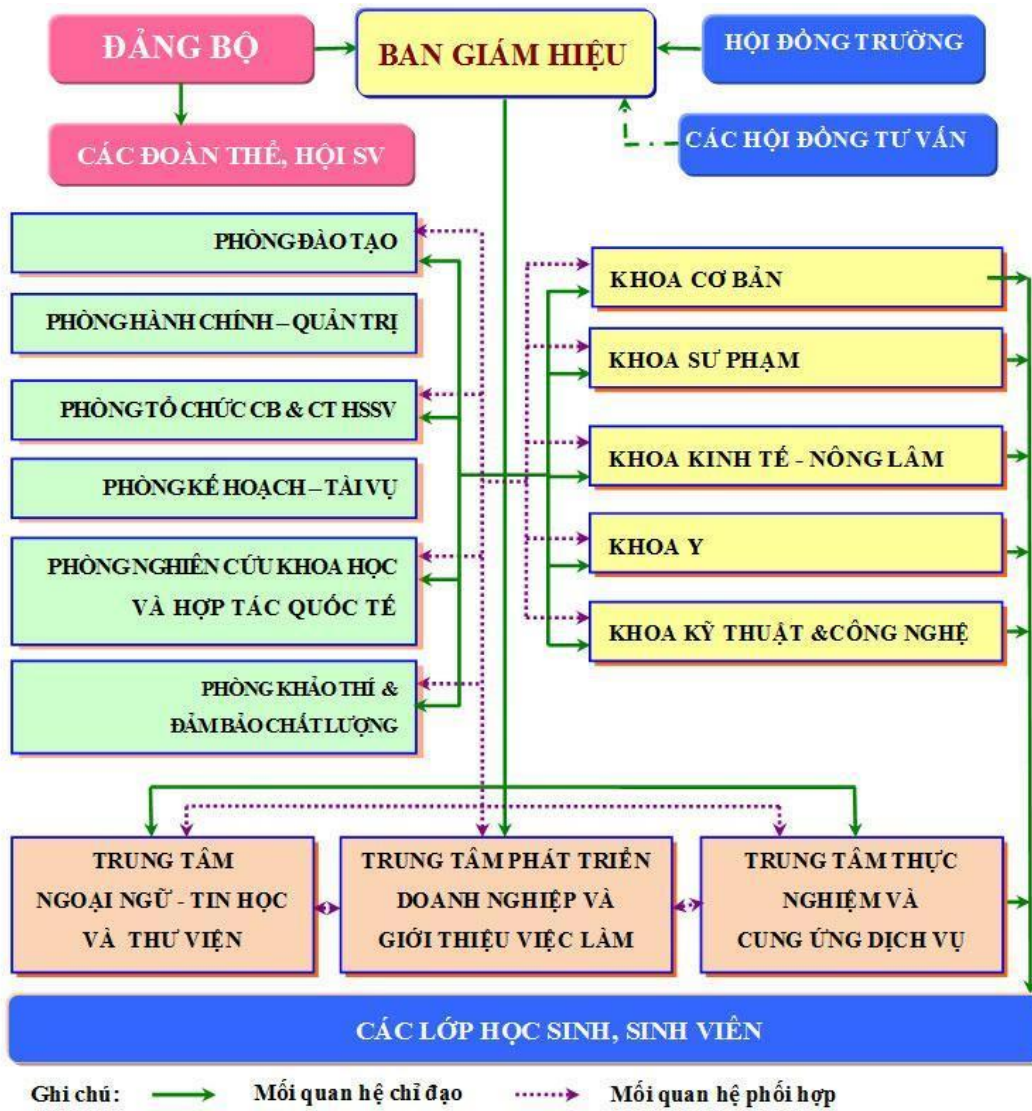 ĐẢNG BỘ
BAN GIÁM HIỆU
HỘI ĐỒNG TRƯỜNG
CÁC ĐOÀN THỂ, HỘI SV
CÁC HỘI ĐỒNG TƯ VẤN
PHÒNG ĐÀO TẠO
PHÒNG HÀNH CHÍNH – QUẢN TRỊ
PHÒNG TỔ CHỨC CB & CT HSSV
PHÒNG KẾ HOẠCH – TÀI VỤ
PHÒNG NGHIÊN CỨU KHOA HỌC
VÀ HỢP TÁC QUỐC TẾ
PHÒNG KHẢO THÍ &
ĐẢM BẢO CHẤT LƯỢNG
KHOA CƠ BẢN
KHOA SƯ PHẠM
KHOA KINH TẾ - NÔNG LÂM
KHOA Y
KHOA KỸ THUẬT &CÔNG NGHỆ
TRUNG TÂM
NGOẠI NGỮ - TIN HỌC
VÀ THƯ VIỆN
TRUNG TÂM PHÁT TRIỂN
DOANH NGHIỆP VÀ
GIỚI THIỆU VIỆC LÀM
TRUNG TÂM THỰC
NGHIỆM VÀ
CUNG ỨNG DỊCH VỤ
CÁC LỚP HỌC SINH, SINH VIÊN
Ghi chú: Mối quan hệ chỉ đạo Mối quan hệ phối hợp